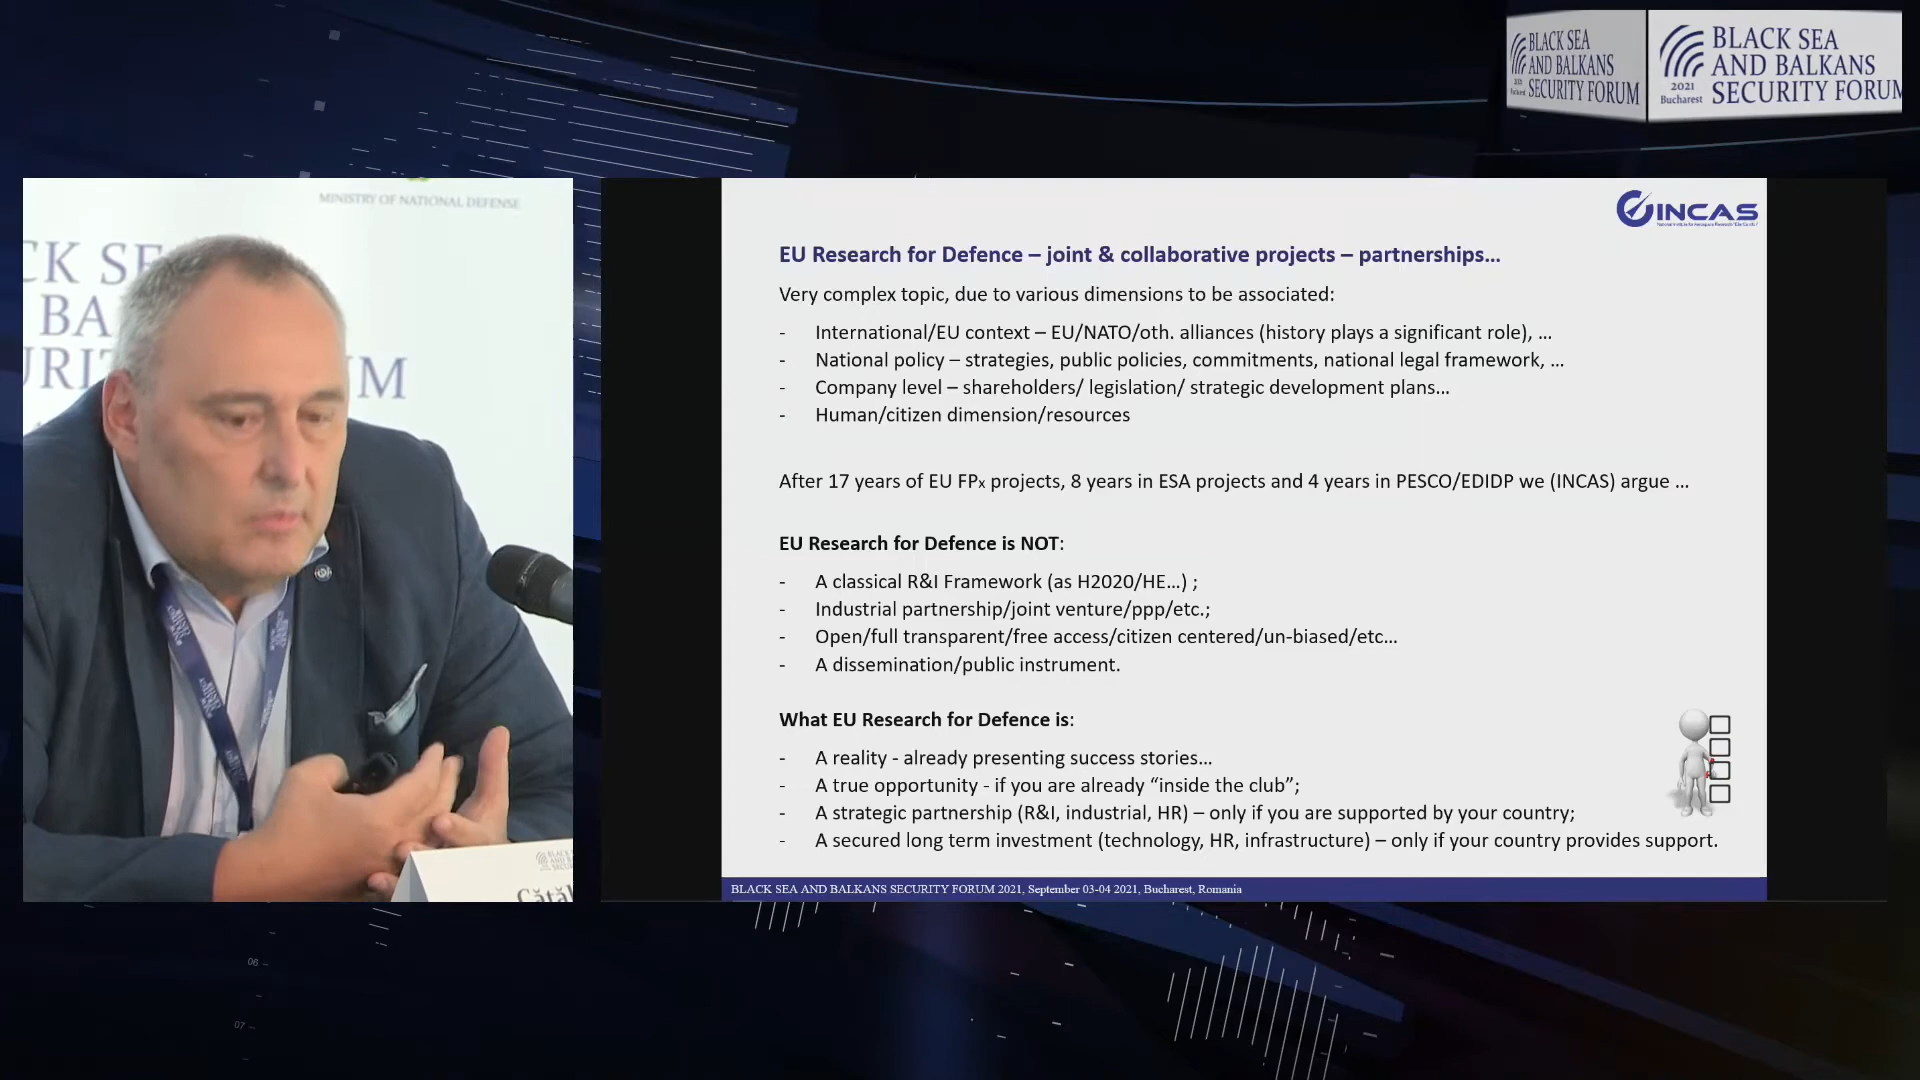 BLACK SEA
AND BALKANS
SECURITY FORUM
BLACK SEA
AND BALKANS
SECURITY FORUM
2021
Bucharest
MINISTRY OF NATIONAL DEFENSE
CK SE
BA
URIT UM
INCAS
EU Research for Defence – joint & collaborative projects – partnerships...
Very complex topic, due to various dimensions to be associated:
- International/EU context – EU/NATO/oth. alliances (history plays a significant role), ...
- National policy – strategies, public policies, commitments, national legal framework, ...
- Company level – shareholders/ legislation/ strategic development plans...
- Human/citizen dimension/resources
After 17 years of EU FPx projects, 8 years in ESA projects and 4 years in PESCO/EDIDP we (INCAS) argue ...
EU Research for Defence is NOT:
- A classical R&I Framework (as H2020/HE...) ;
- Industrial partnership/joint venture/ppp/etc.;
- Open/full transparent/free access/citizen centered/un-biased/etc...
- A dissemination/public instrument.
What EU Research for Defence is:
- A reality - already presenting success stories...
- A true opportunity - if you are already “inside the club”;
- A strategic partnership (R&I, industrial, HR) – only if you are supported by your country;
- A secured long term investment (technology, HR, infrastructure) – only if your country provides support.
BLACK SEA AND BALKANS SECURITY FORUM 2021, September 03-04 2021, Bucharest, Romania
06
07